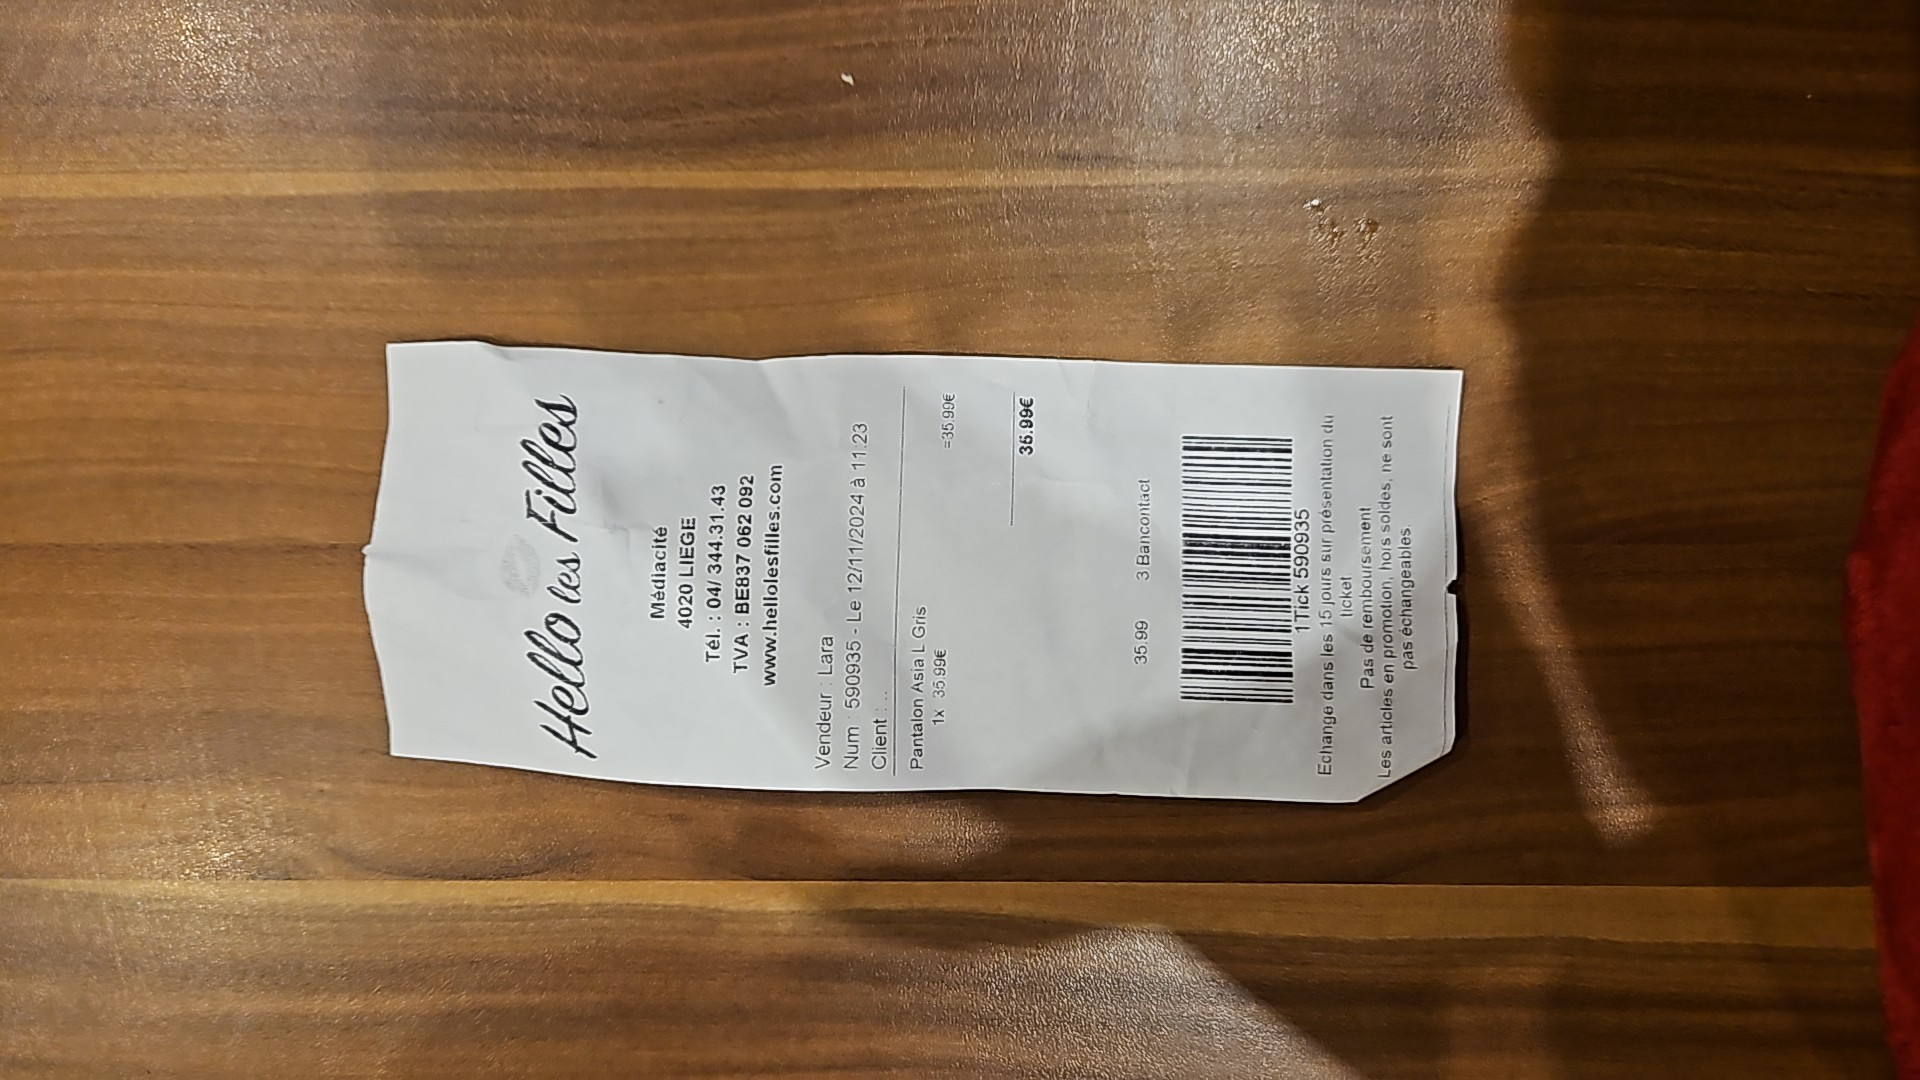 Hello les Filles
Médiacité
4020 LIEGE
Tél. : 04/ 344.31.43
TVA : BE837 062 092
www.hellolesfilles.com
Vendeur : Lara
Num : 590935 - Le 12/11/2024 à 11:23
Client : ..
Pantalon Asia L Gris
1x 35.99€ =35.99€
35.99€
35.99 3 Bancontact
1Tick 590935
Echange dans les 15 jours sur présentation du
ticket
Pas de remboursement
Les articles en promotion, hors soldes, ne sont
pas échangeables.